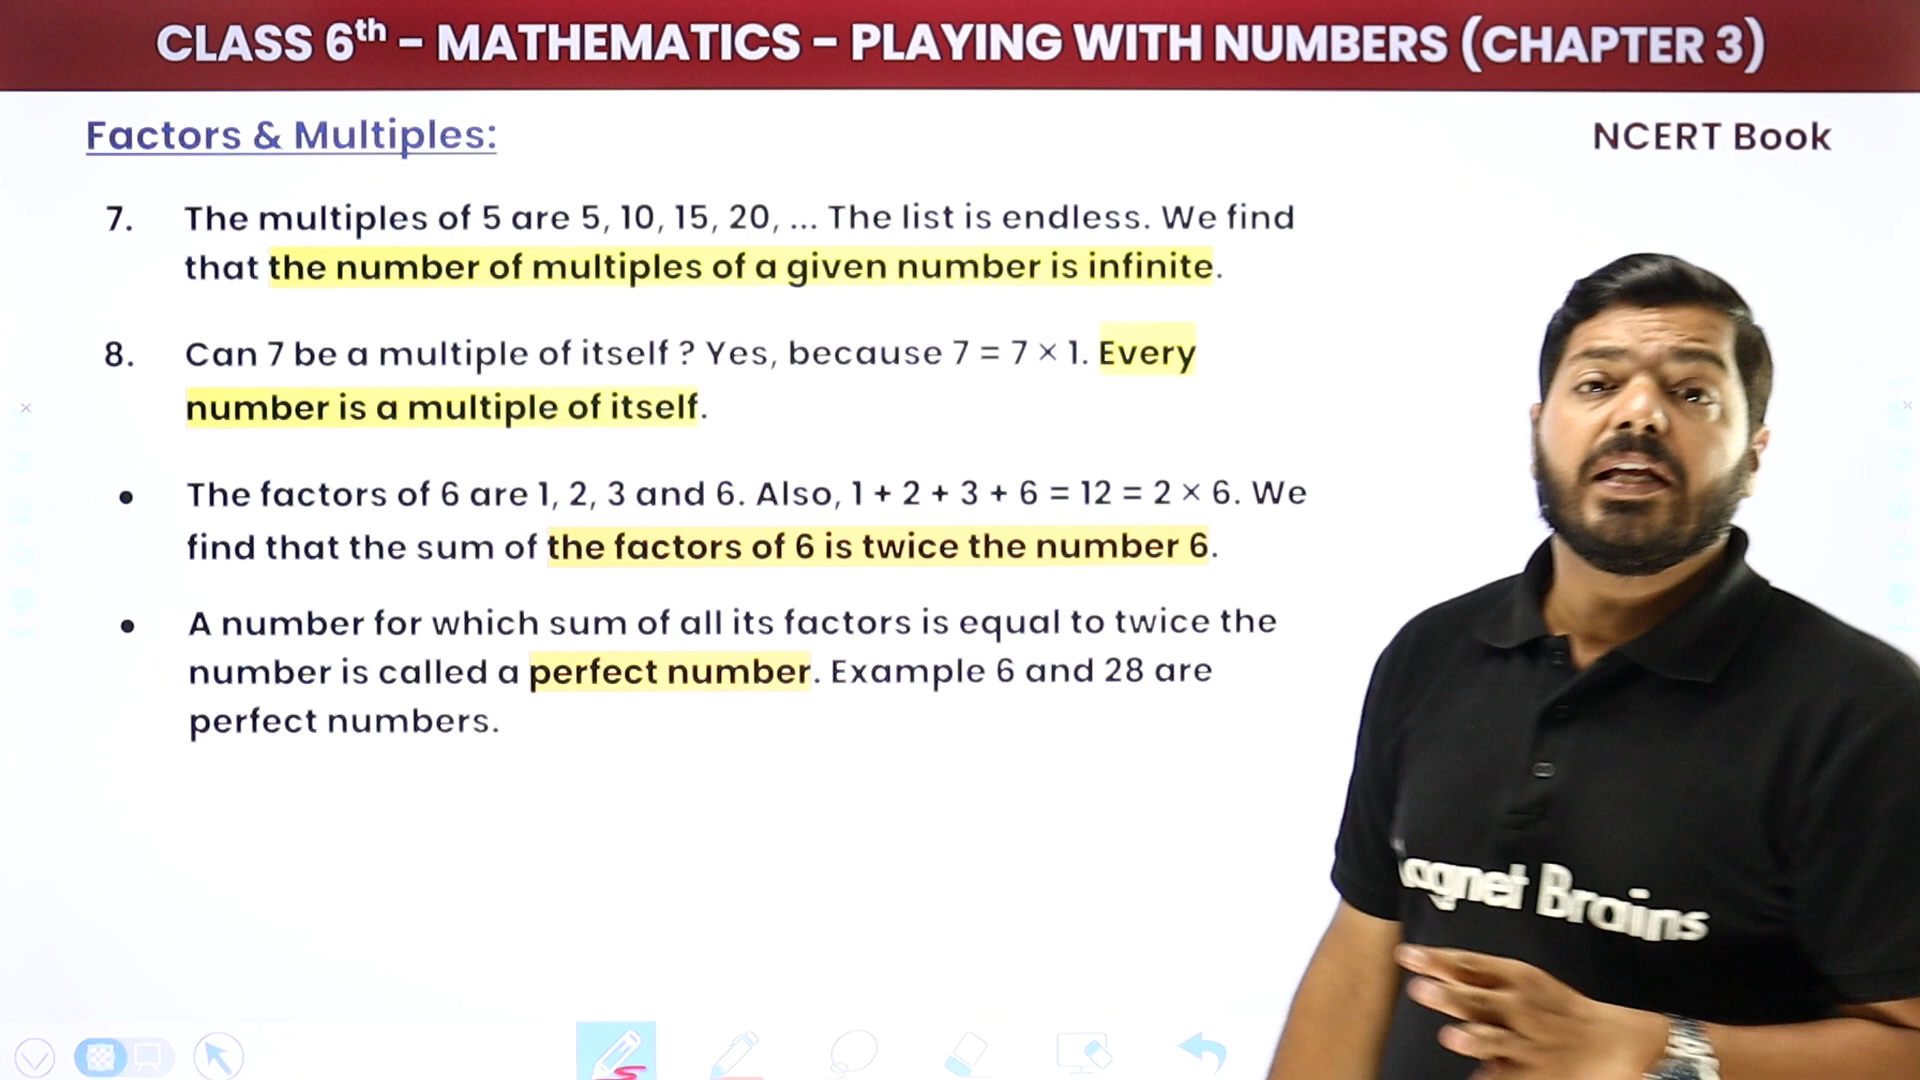 CLASS 6th – MATHEMATICS – PLAYING WITH NUMBERS (CHAPTER 3)
Factors & Multiples:
NCERT Book
7. The multiples of 5 are 5, 10, 15, 20, ... The list is endless. We find
that the number of multiples of a given number is infinite.
8. Can 7 be a multiple of itself ? Yes, because 7 = 7 × 1. Every
number is a multiple of itself.
• The factors of 6 are 1, 2, 3 and 6. Also, 1 + 2 + 3 + 6 = 12 = 2 × 6. We
find that the sum of the factors of 6 is twice the number 6.
• A number for which sum of all its factors is equal to twice the
number is called a perfect number. Example 6 and 28 are
perfect numbers.
agnet Brains